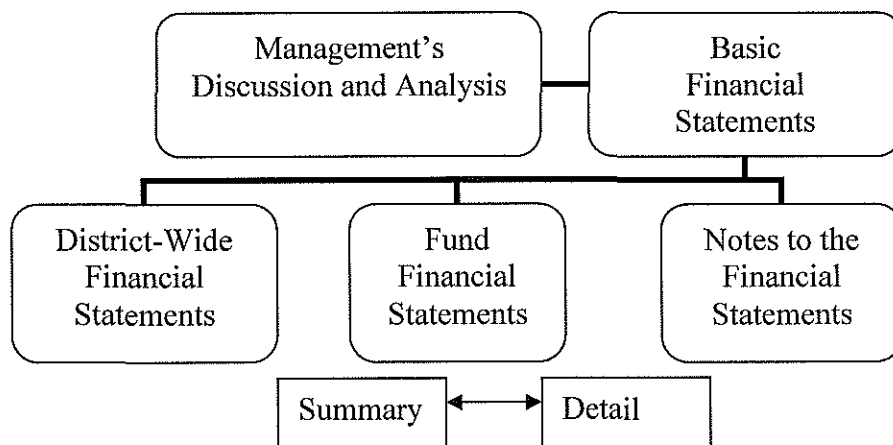 Management's
Discussion and Analysis
Basic
Financial
Statements
District-Wide
Financial
Statements
Fund
Financial
Statements
Notes to the
Financial
Statements
Summary
Detail